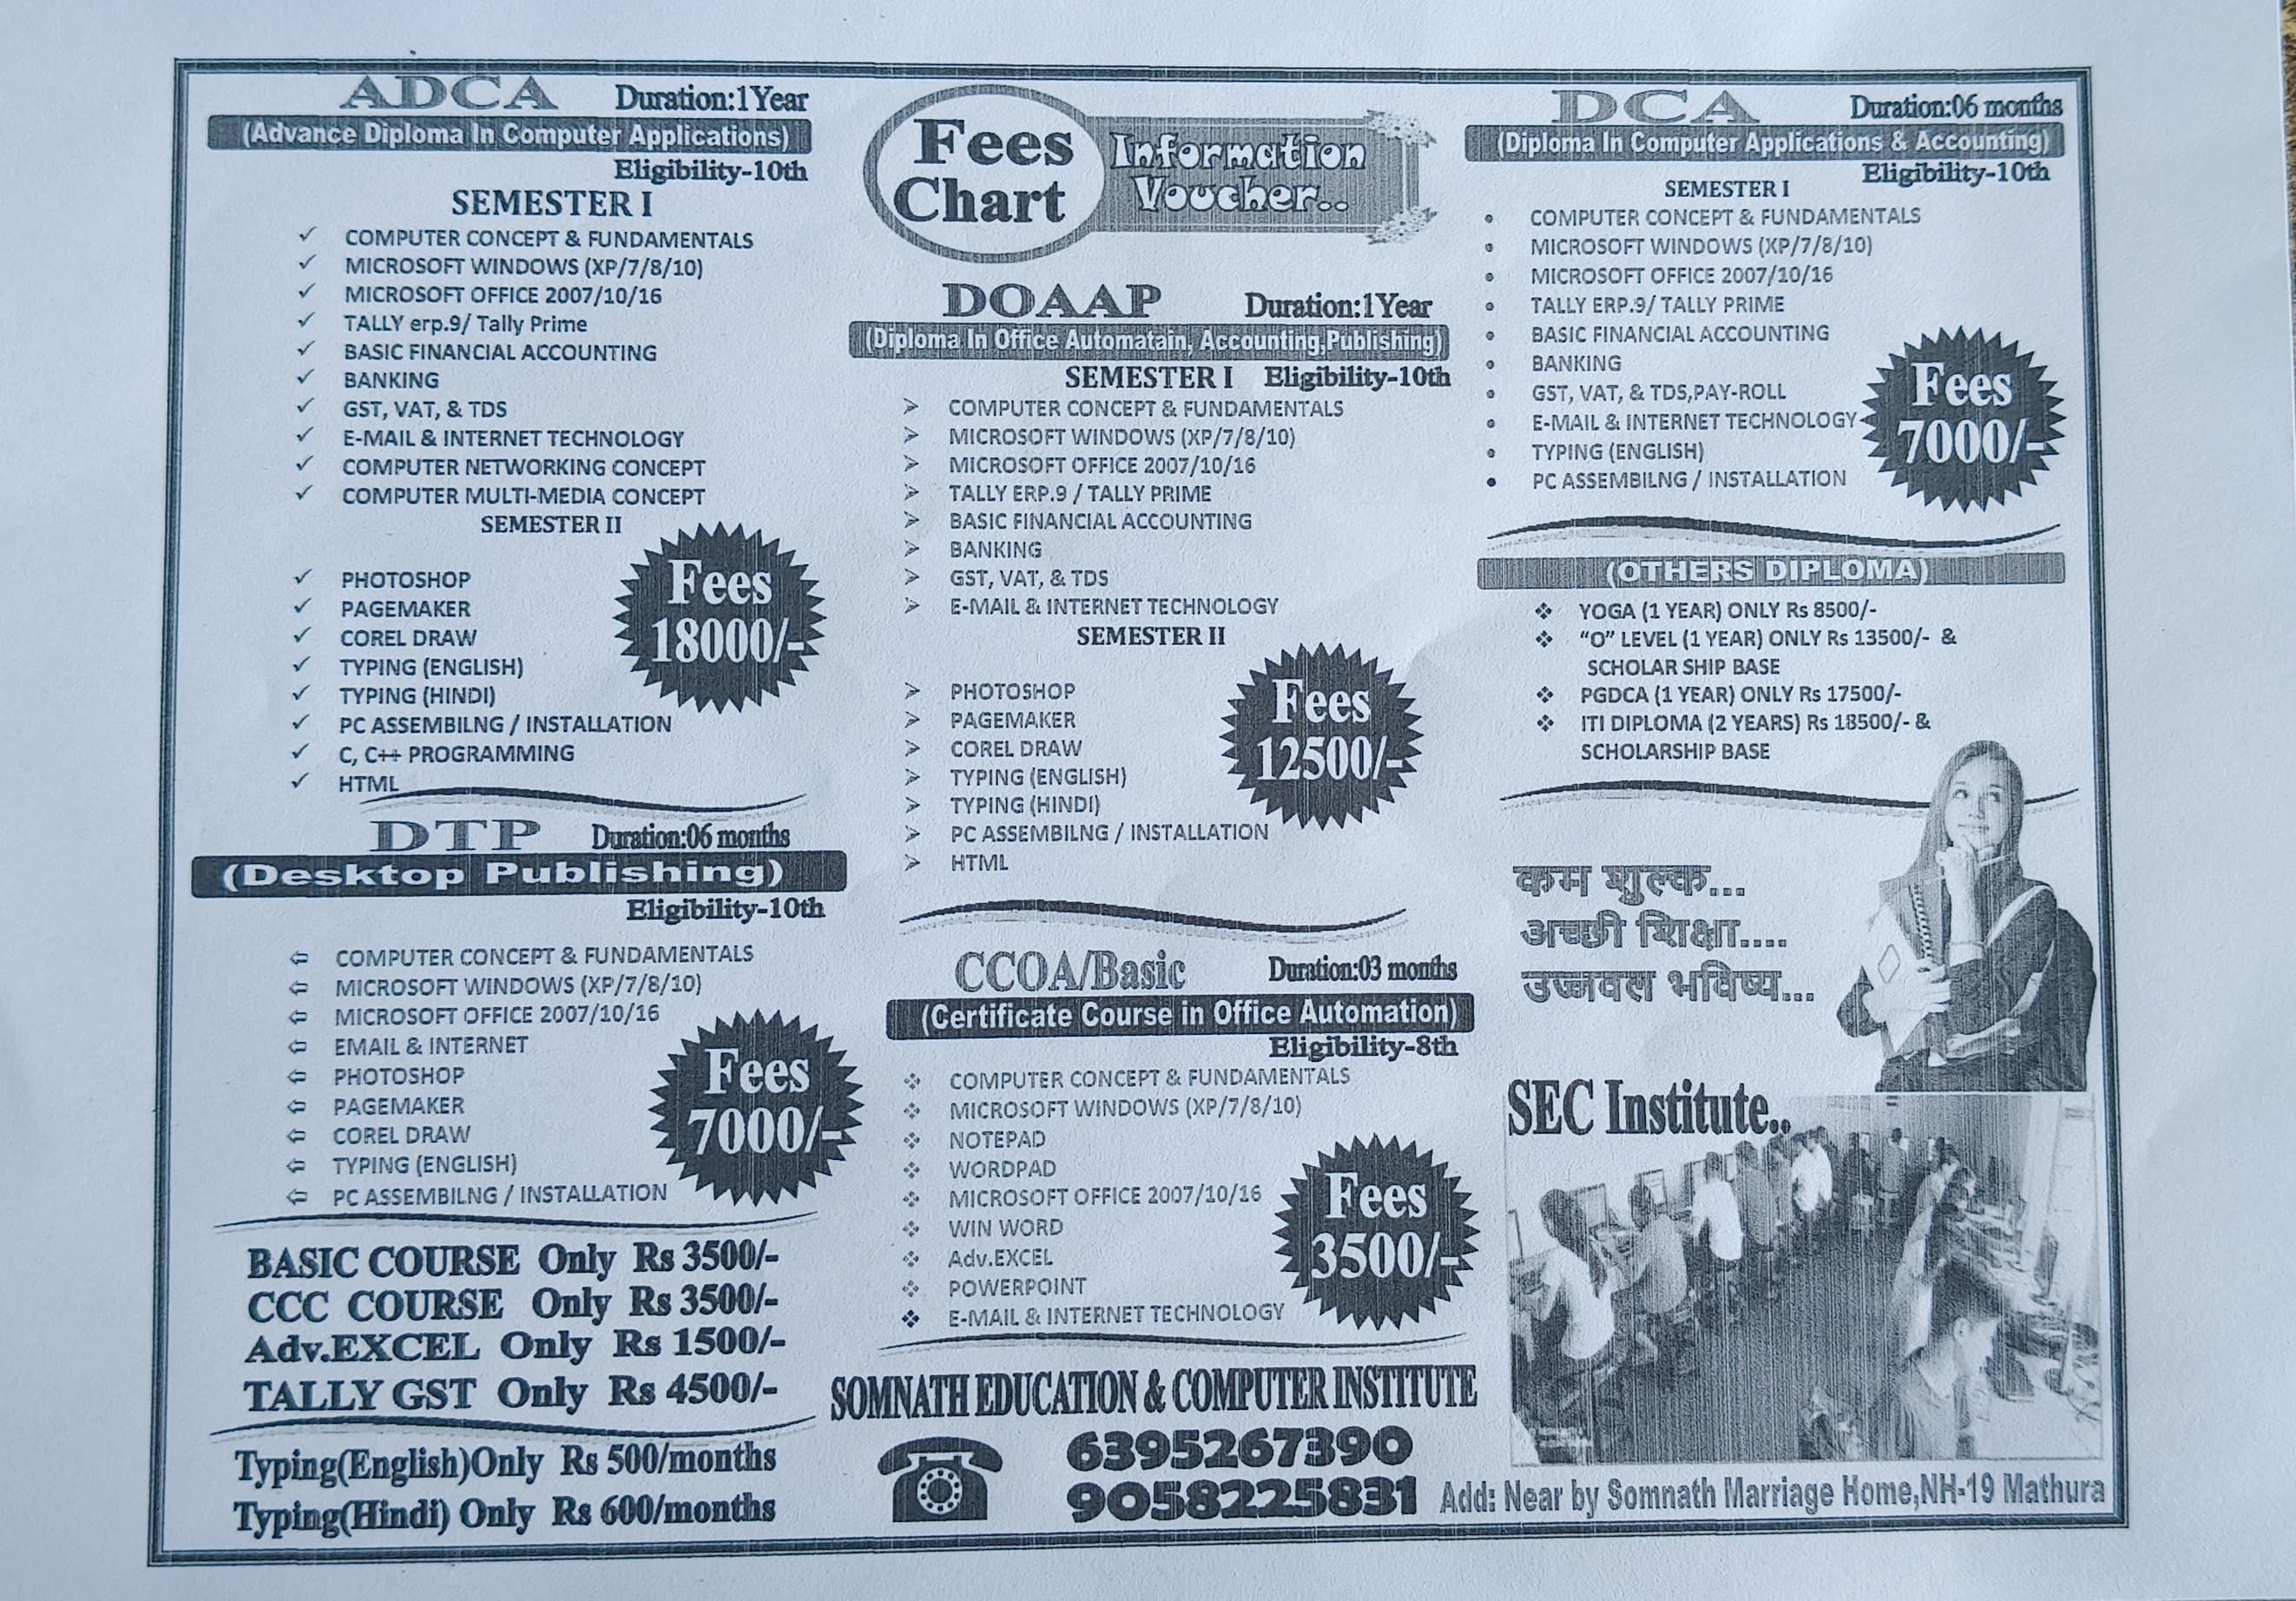 ADCA Duration:1Year
(Advance Diploma In Computer Applications)
Eligibility-10th
SEMESTER I
COMPUTER CONCEPT & FUNDAMENTALS
MICROSOFT WINDOWS (XP/7/8/10)
MICROSOFT OFFICE 2007/10/16
TALLY erp.9/ Tally Prime
BASIC FINANCIAL ACCOUNTING
BANKING
GST, VAT, & TDS
E-MAIL & INTERNET TECHNOLOGY
COMPUTER NETWORKING CONCEPT
COMPUTER MULTI-MEDIA CONCEPT
SEMESTER II
PHOTOSHOP
PAGEMAKER
COREL DRAW
TYPING (ENGLISH)
TYPING (HINDI)
PC ASSEMBILNG / INSTALLATION
C, C++ PROGRAMMING
HTML
Fees
18000/-
DTP Duration:06 months
(Desktop Publishing)
Eligibility-10th
COMPUTER CONCEPT & FUNDAMENTALS
MICROSOFT WINDOWS (XP/7/8/10)
MICROSOFT OFFICE 2007/10/16
EMAIL & INTERNET
PHOTOSHOP
PAGEMAKER
COREL DRAW
TYPING (ENGLISH)
PC ASSEMBILNG / INSTALLATION
Fees
7000/-
BASIC COURSE Only Rs 3500/-
CCC COURSE Only Rs 3500/-
Adv.EXCEL Only Rs 1500/-
TALLY GST Only Rs 4500/-
Typing(English)Only Rs 500/months
Typing(Hindi) Only Rs 600/months
Fees
Chart
Information
Voucher..
DOAAP Duration:1Year
(Diploma In Office Automatain, Accounting,Publishing)
SEMESTER I Eligibility-10th
COMPUTER CONCEPT & FUNDAMENTALS
MICROSOFT WINDOWS (XP/7/8/10)
MICROSOFT OFFICE 2007/10/16
TALLY ERP.9 / TALLY PRIME
BASIC FINANCIAL ACCOUNTING
BANKING
GST, VAT, & TDS
E-MAIL & INTERNET TECHNOLOGY
SEMESTER II
PHOTOSHOP
PAGEMAKER
COREL DRAW
TYPING (ENGLISH)
TYPING (HINDI)
PC ASSEMBILNG / INSTALLATION
HTML
Fees
12500/-
CCOA/Basic Duration:03 months
(Certificate Course in Office Automation)
Eligibility-8th
COMPUTER CONCEPT & FUNDAMENTALS
MICROSOFT WINDOWS (XP/7/8/10)
NOTEPAD
WORDPAD
MICROSOFT OFFICE 2007/10/16
WIN WORD
Adv.EXCEL
POWERPOINT
E-MAIL & INTERNET TECHNOLOGY
Fees
3500/-
SOMNATH EDUCATION & COMPUTER INSTITUTE
6395267390
9058225831
DCA Duration:06 months
(Diploma In Computer Applications & Accounting)
Eligibility-10th
SEMESTER I
COMPUTER CONCEPT & FUNDAMENTALS
MICROSOFT WINDOWS (XP/7/8/10)
MICROSOFT OFFICE 2007/10/16
TALLY ERP.9/ TALLY PRIME
BASIC FINANCIAL ACCOUNTING
BANKING
GST, VAT, & TDS,PAY-ROLL
E-MAIL & INTERNET TECHNOLOGY
TYPING (ENGLISH)
PC ASSEMBILNG / INSTALLATION
Fees
7000/-
(OTHERS DIPLOMA)
YOGA (1 YEAR) ONLY Rs 8500/-
"O" LEVEL (1 YEAR) ONLY Rs 13500/- &
SCHOLAR SHIP BASE
PGDCA (1 YEAR) ONLY Rs 17500/-
ITI DIPLOMA (2 YEARS) Rs 18500/- &
SCHOLARSHIP BASE
कम शुल्क...
अच्छी शिक्षा....
उज्जवल भविष्य...
SEC Institute..
Add: Near by Somnath Marriage Home,NH-19 Mathura